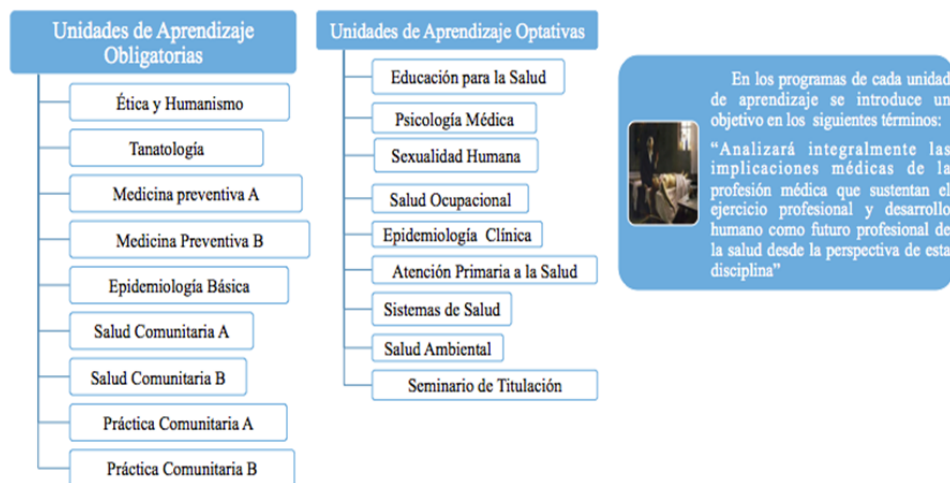 Unidades de Aprendizaje
Obligatorias
Ética y Humanismo
Tanatología
Medicina preventiva A
Medicina Preventiva B
Epidemiología Básica
Salud Comunitaria A
Salud Comunitaria B
Práctica Comunitaria A
Práctica Comunitaria B
Unidades de Aprendizaje Optativas
Educación para la Salud
Psicología Médica
Sexualidad Humana
Salud Ocupacional
Epidemiología Clínica
Atención Primaria a la Salud
Sistemas de Salud
Salud Ambiental
Seminario de Titulación
En los programas de cada unidad
de aprendizaje se introduce un
objetivo en los siguientes términos:
“Analizará integralmente las
implicaciones médicas de la
profesión médica que sustentan el
ejercicio profesional y desarrollo
humano como futuro profesional de
la salud desde la perspectiva de esta
disciplina”